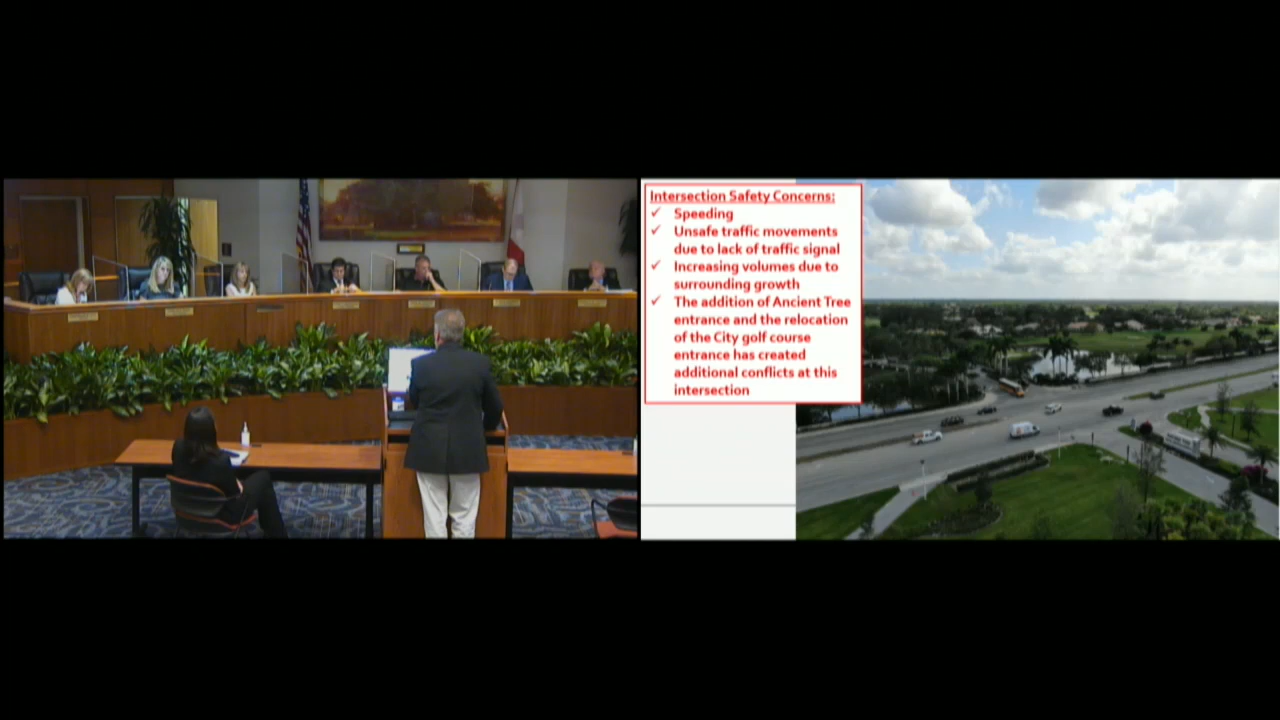 Intersection Safety Concerns:
✓ Speeding
✓ Unsafe traffic movements
due to lack of traffic signal
✓ Increasing volumes due to
surrounding growth
✓ The addition of Ancient Tree
entrance and the relocation
of the City golf course
entrance has created
additional conflicts at this
intersection